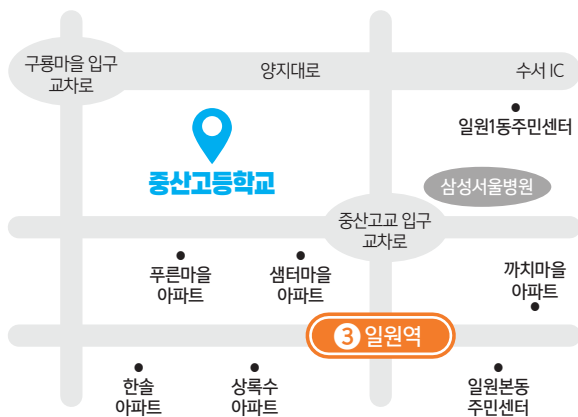 구룡마을 입구
교차로
양지대로
수서 IC
일원1동주민센터
중산고등학교
삼성서울병원
중산고교 입구
교차로
푸른마을
아파트
샘터마을
아파트
까치마을
아파트
3 일원역
한솔
아파트
상록수
아파트
일원본동
주민센터